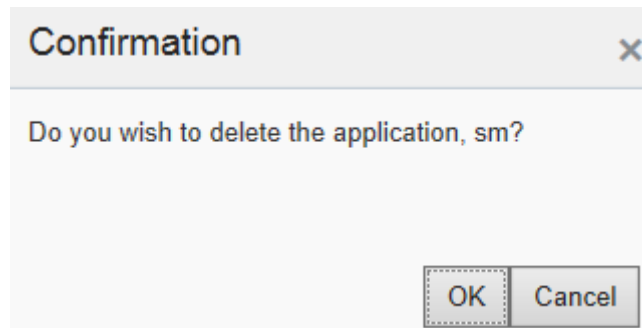 Confirmation
Do you wish to delete the application, sm?
OK Cancel